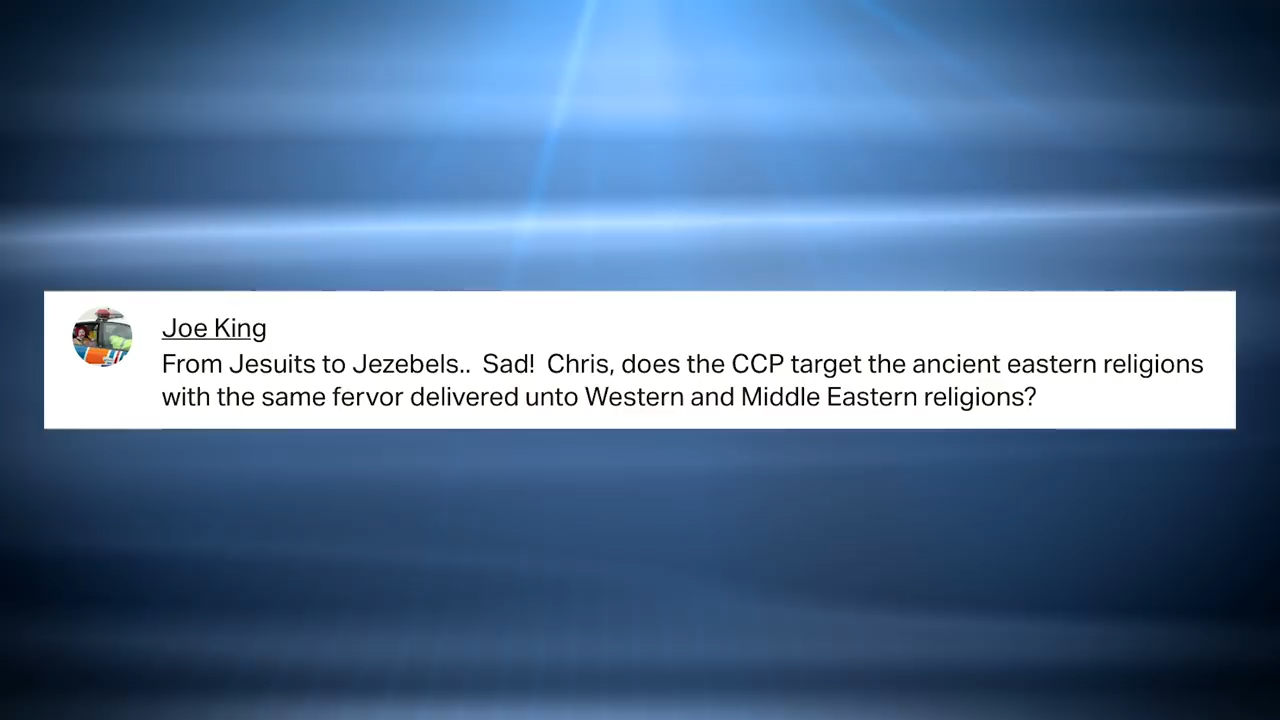 Joe King
From Jesuits to Jezebels..  Sad!  Chris, does the CCP target the ancient eastern religions
with the same fervor delivered unto Western and Middle Eastern religions?